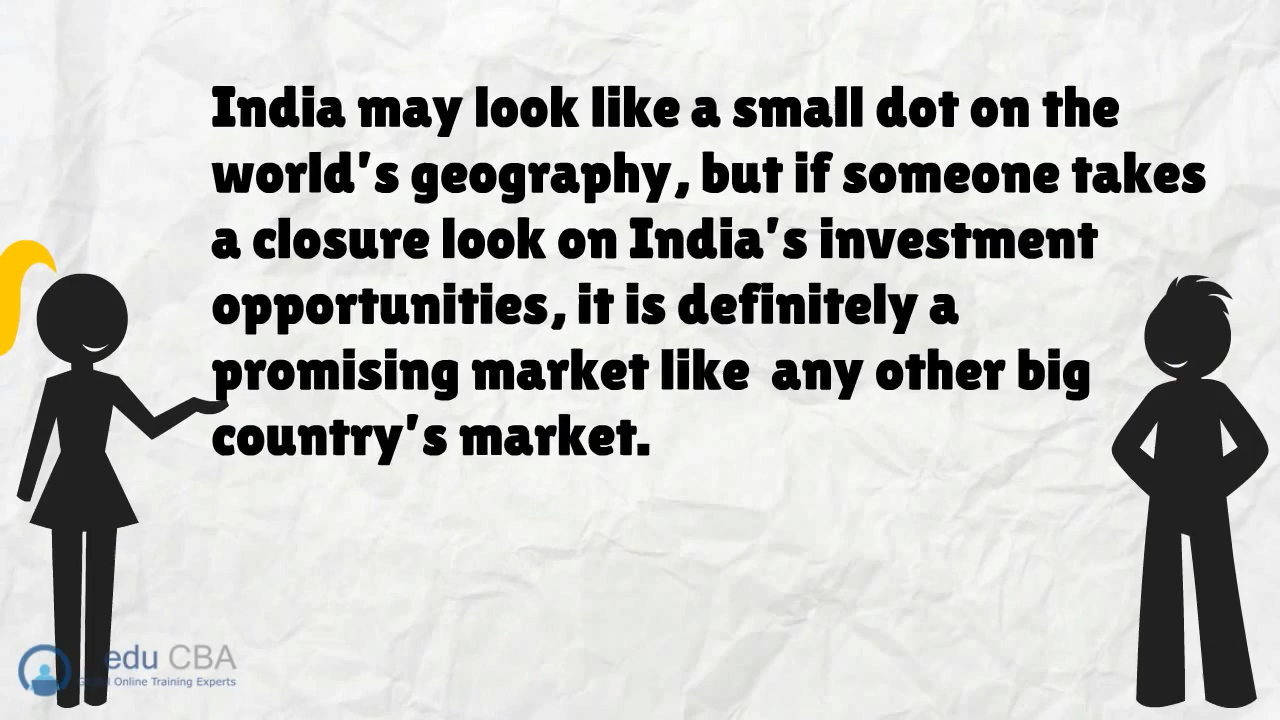 India may look like a small dot on the
world's geography, but if someone takes
a closure look on India's investment
opportunities, it is definitely a
promising market like any other big
country's market.
edu CBA
Online Training Experts